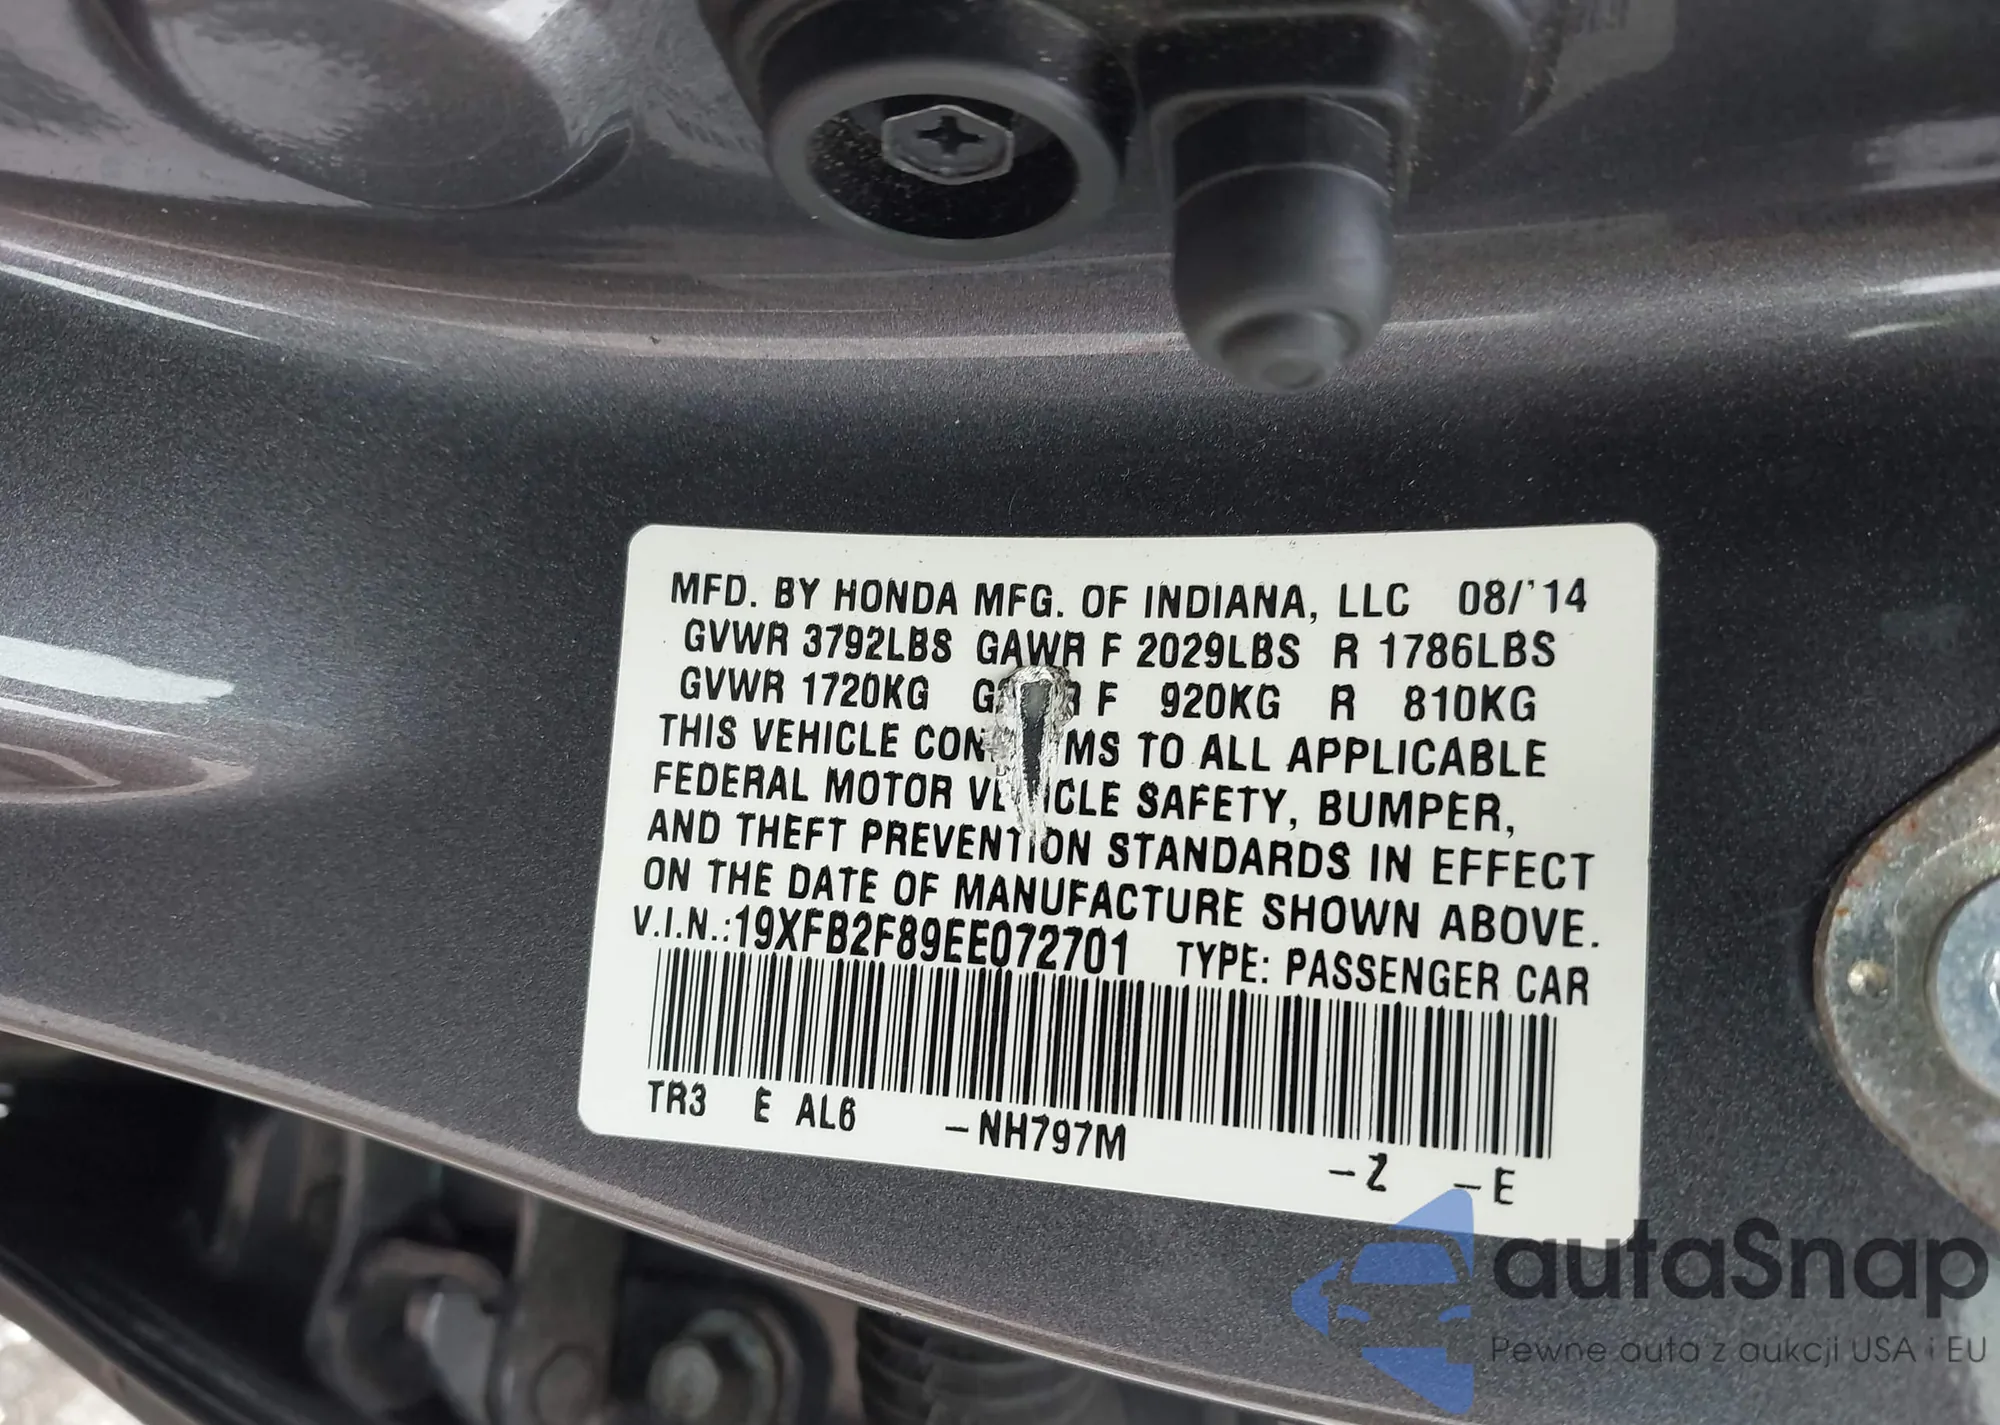 MFD. BY HONDA MFG. OF INDIANA, LLC 08/'14
GVWR 3792LBS GAWR F 2029LBS R 1786LBS
GVWR 1720KG F 920KG R 810KG
THIS VEHICLE TO ALL APPLICABLE
FEDERAL MOTOR VEHICLE SAFETY, BUMPER,
AND THEFT PREVENTION STANDARDS IN EFFECT
ON THE DATE OF MANUFACTURE SHOWN ABOVE.
V.I.N.:19XFB2F89EE072701 TYPE: PASSENGER CAR
TR3 E AL6 -NH797M -Z -E
autaSnap
Pewne auta z aukcji USA i EU